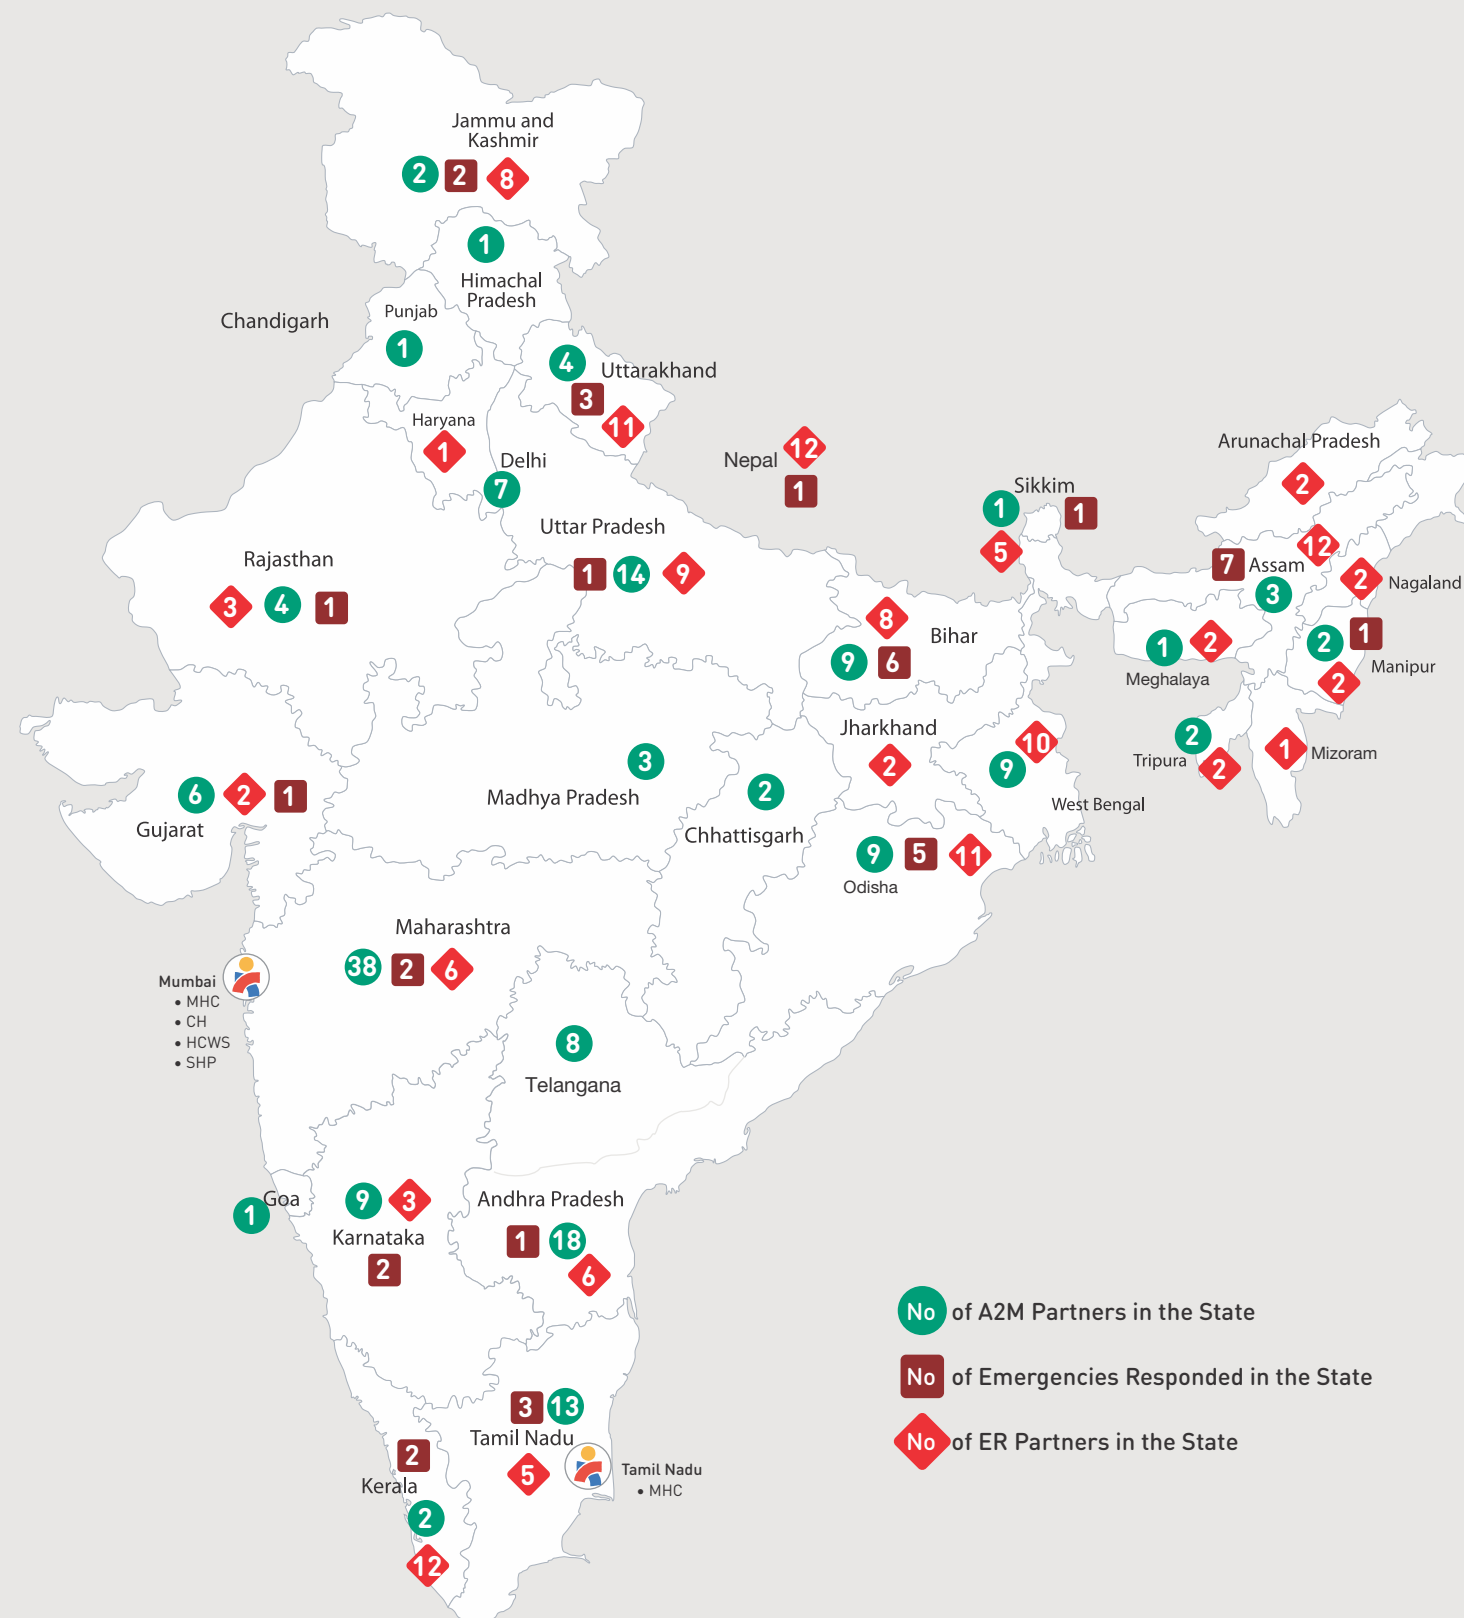 Jammu and
Kashmir
2
2
8
1
Himachal
Pradesh
Chandigarh
Punjab
1
4
Uttarakhand
3
11
Haryana
1
Delhi
7
Nepal
12
1
Arunachal Pradesh
2
Sikkim
1
1
5
Uttar Pradesh
1
14
9
Rajasthan
3
4
1
12
7
Assam
3
2
Nagaland
8
Bihar
9
6
1
2
Meghalaya
2
1
Manipur
2
Jharkhand
2
10
9
West Bengal
2
Tripura
2
1
Mizoram
3
Madhya Pradesh
2
Chhattisgarh
6
2
1
Gujarat
9
5
11
Odisha
Maharashtra
38
2
6
Mumbai
• MHC
• CH
• HCWS
• SHP
8
Telangana
Goa
1
9
3
Karnataka
2
Andhra Pradesh
1
18
6
No of A2M Partners in the State
No of Emergencies Responded in the State
No of ER Partners in the State
3
13
Tamil Nadu
5
Tamil Nadu
• MHC
2
Kerala
2
12